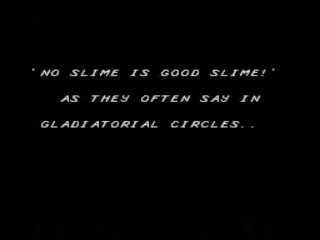 'NO SLIME IS GOOD SLIME!'
AS THEY OFTEN SAY IN
GLADIATORIAL CIRCLES..